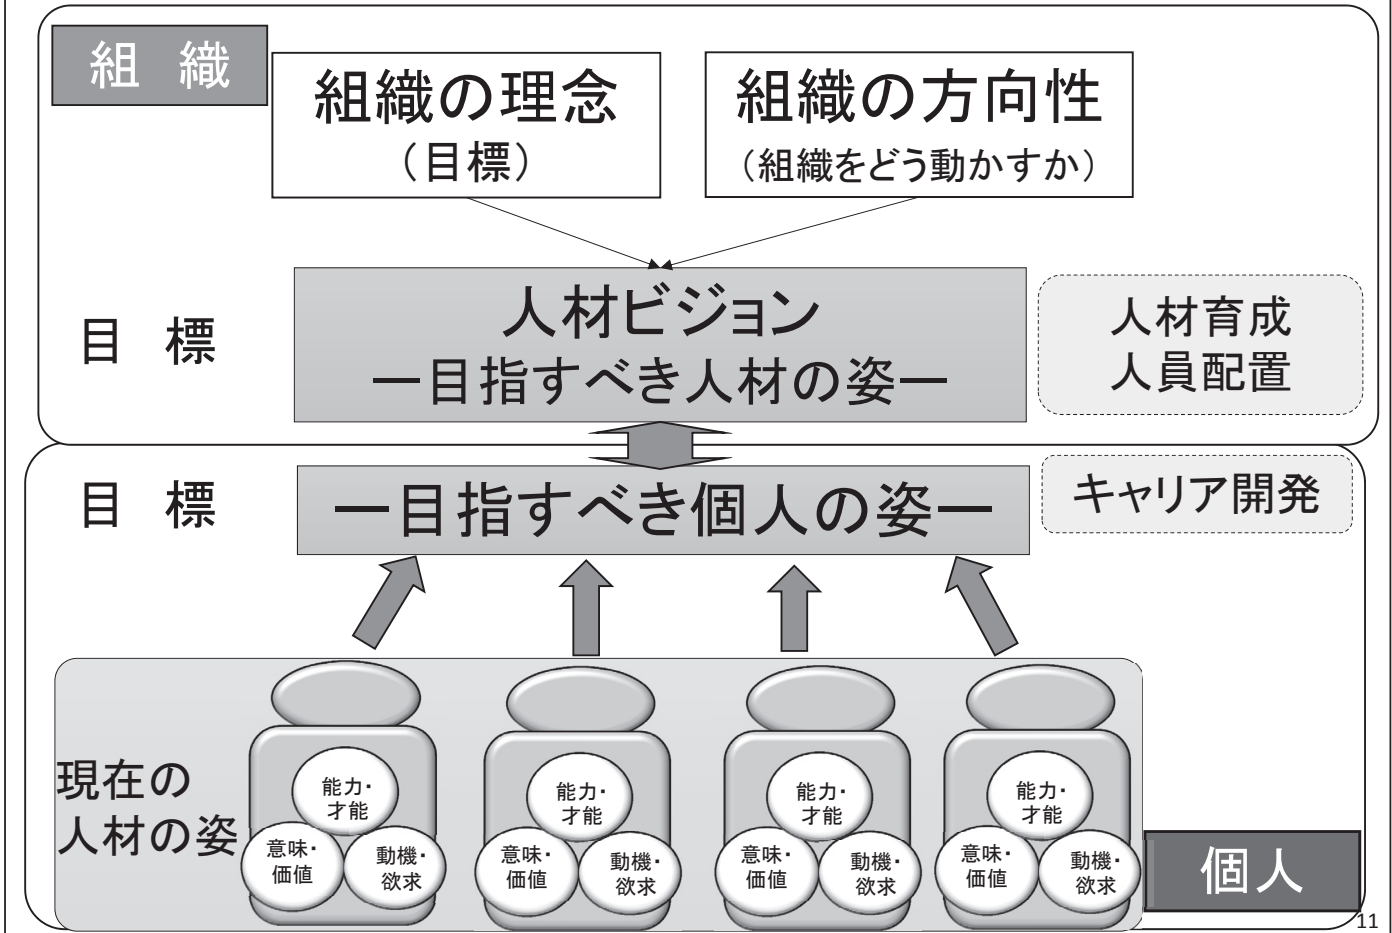 組 織
組織の理念
（目標）
組織の方向性
（組織をどう動かすか）
目 標
人材ビジョン
―目指すべき人材の姿―
人材育成
人員配置
目 標
―目指すべき個人の姿―
キャリア開発
現在の
人材の姿
能力・
才能
意味・
価値
動機・
欲求
能力・
才能
意味・
価値
動機・
欲求
能力・
才能
意味・
価値
動機・
欲求
能力・
才能
意味・
価値
動機・
欲求
個人
11